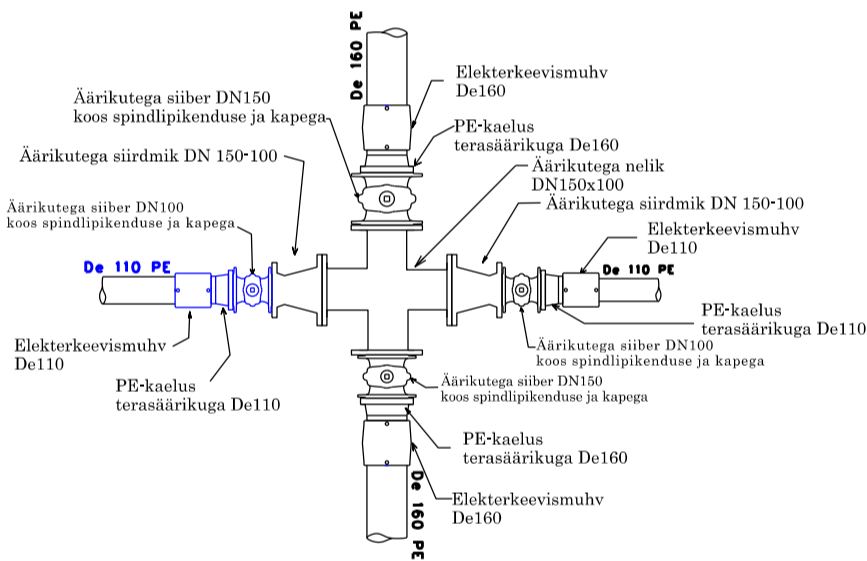 De 160 PE
Elekterkeevismuhv
De160
Äärikutega siiber DN150
koos spindlipikenduse ja kapega
PE-kaelus
terasäärikuga De160
Äärikutega siirdmik DN 150-100
Äärikutega nelik
DN150x100
Äärikutega siirdmik DN 150-100
Äärikutega siiber DN100
koos spindlipikenduse ja kapega
Elekterkeevismuhv
De110
De 110 PE
De 110 PE
PE-kaelus
terasäärikuga De110
Elekterkeevismuhv
De110
Äärikutega siiber DN100
koos spindlipikenduse ja kapega
PE-kaelus
terasäärikuga De110
Äärikutega siiber DN150
koos spindlipikenduse ja kapega
PE-kaelus
terasäärikuga De160
De 160 PE
Elekterkeevismuhv
De160